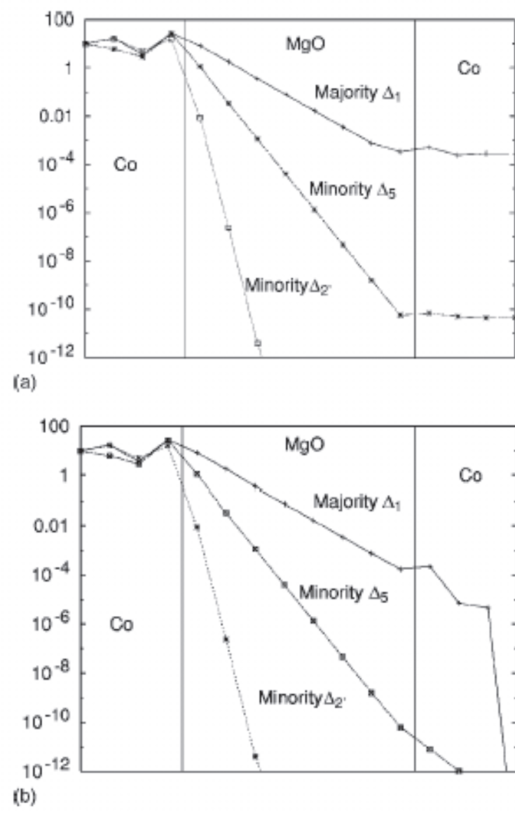 100
1
0.01
10⁻⁴
10⁻⁶
10⁻⁸
10⁻¹⁰
10⁻¹²
MgO
Co
Majority Δ₁
Co
Minority Δ₅
Minority Δ₂'
(a)
100
1
0.01
10⁻⁴
10⁻⁶
10⁻⁸
10⁻¹⁰
10⁻¹²
MgO
Co
Majority Δ₁
Minority Δ₅
Co
Minority Δ₂'
(b)